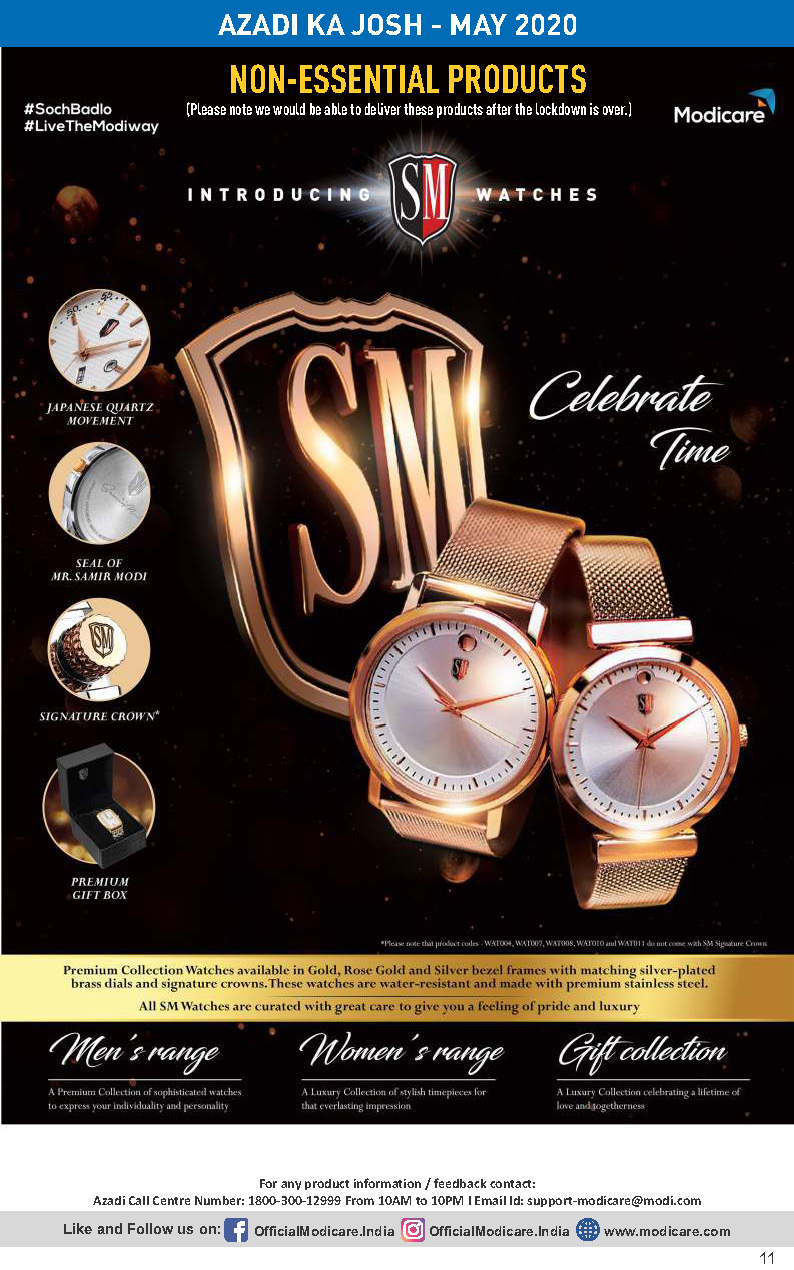 AZADI KA JOSH - MAY 2020
NON-ESSENTIAL PRODUCTS
#SochBadlo
(Please note we would be able to deliver these products after the lockdown is over.)
#LiveTheModiway
Modicare
INTRODUCING SM WATCHES
SM
Celebrate
Time
JAPANESE QUARTZ
MOVEMENT
SEAL OF
MR. SAMIR MODI
SM
SIGNATURE CROWN*
PREMIUM
GIFT BOX
*Please note that product codes - WAT004, WAT007, WAT008, WAT010 and WAT011 do not come with SM Signature Crown
Premium Collection Watches available in Gold, Rose Gold and Silver bezel frames with matching silver-plated
brass dials and signature crowns. These watches are water-resistant and made with premium stainless steel.
All SM Watches are curated with great care to give you a feeling of pride and luxury
Men's range
A Premium Collection of sophisticated watches
to express your individuality and personality
Women's range
A Luxury Collection of stylish timepieces for
that everlasting impression
Gift collection
A Luxury Collection celebrating a lifetime of
love and togetherness
For any product information / feedback contact:
Azadi Call Centre Number: 1800-300-12999 From 10AM to 10PM I Email Id: support-modicare@modi.com
Like and Follow us on: OfficialModicare.India OfficialModicare.India www.modicare.com
11